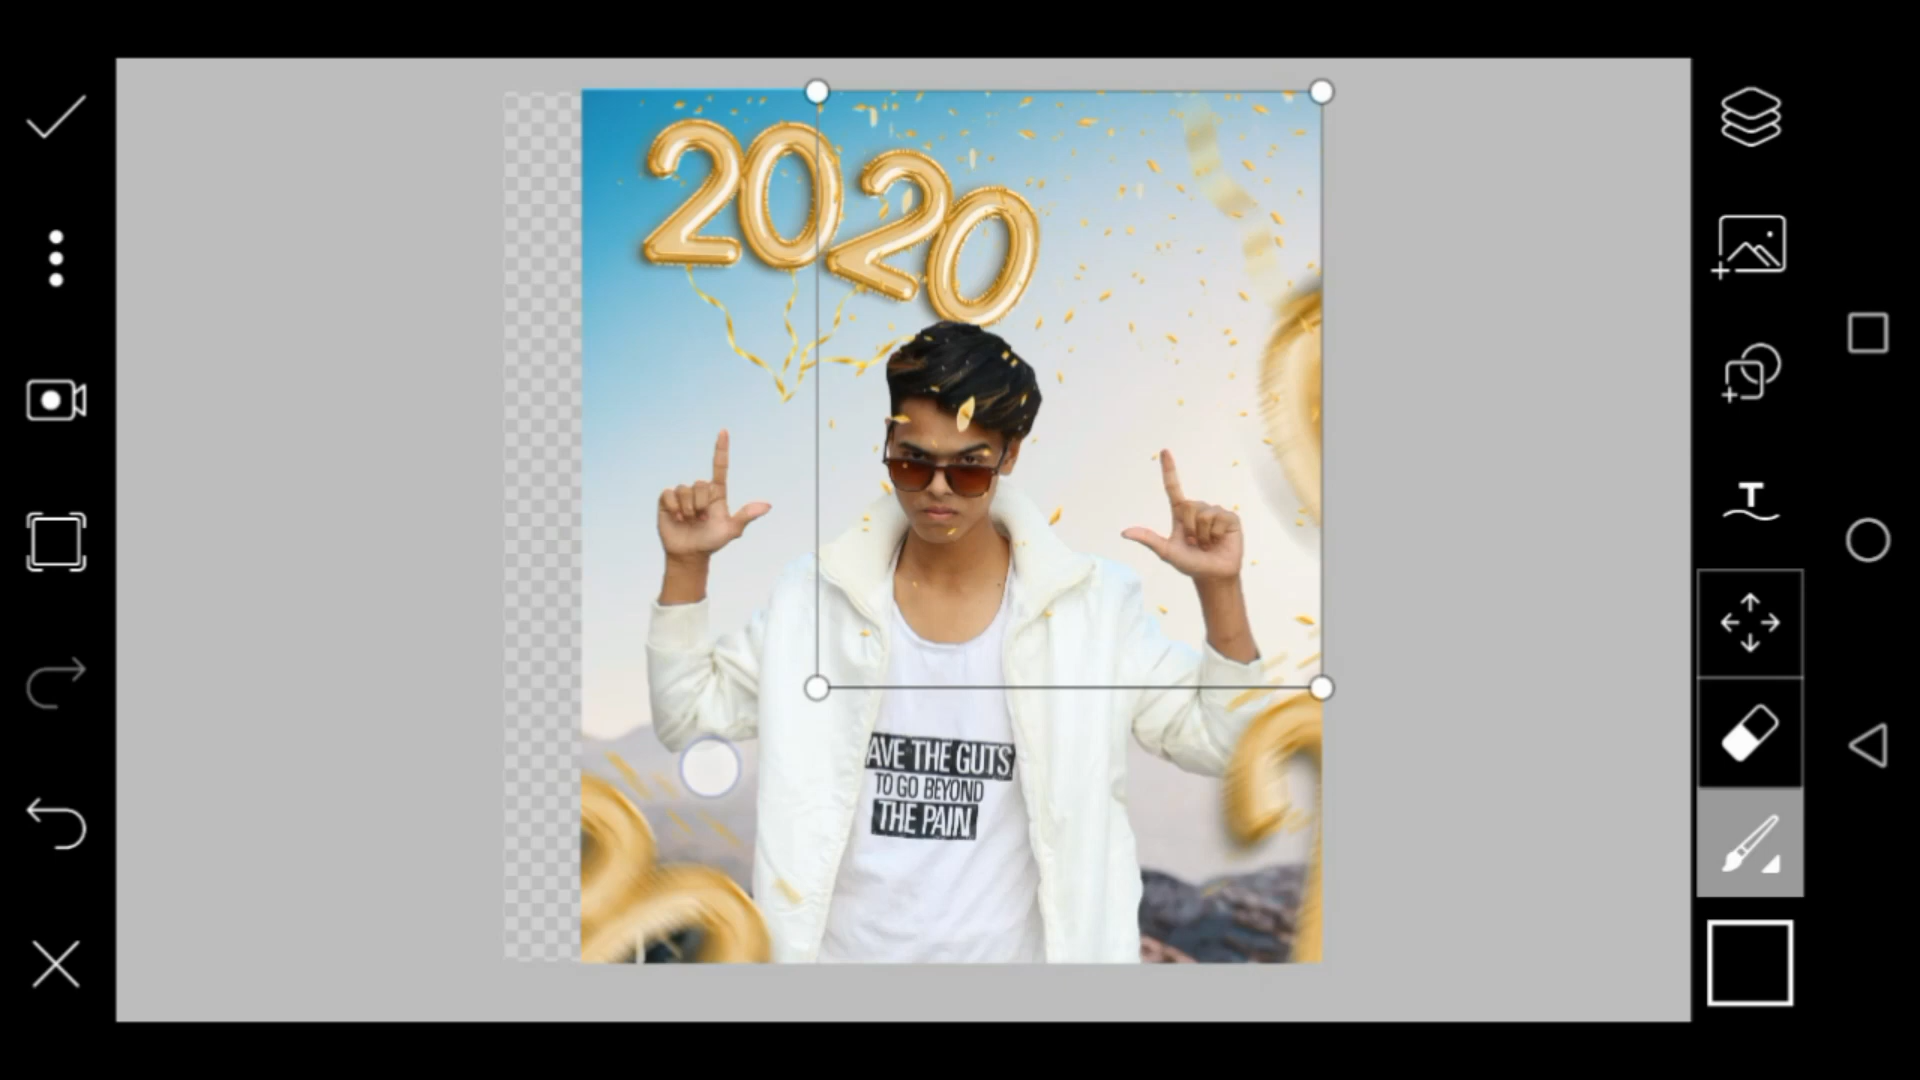 2020
AVE THE GUTS
TO GO BEYOND
THE PAIN
T